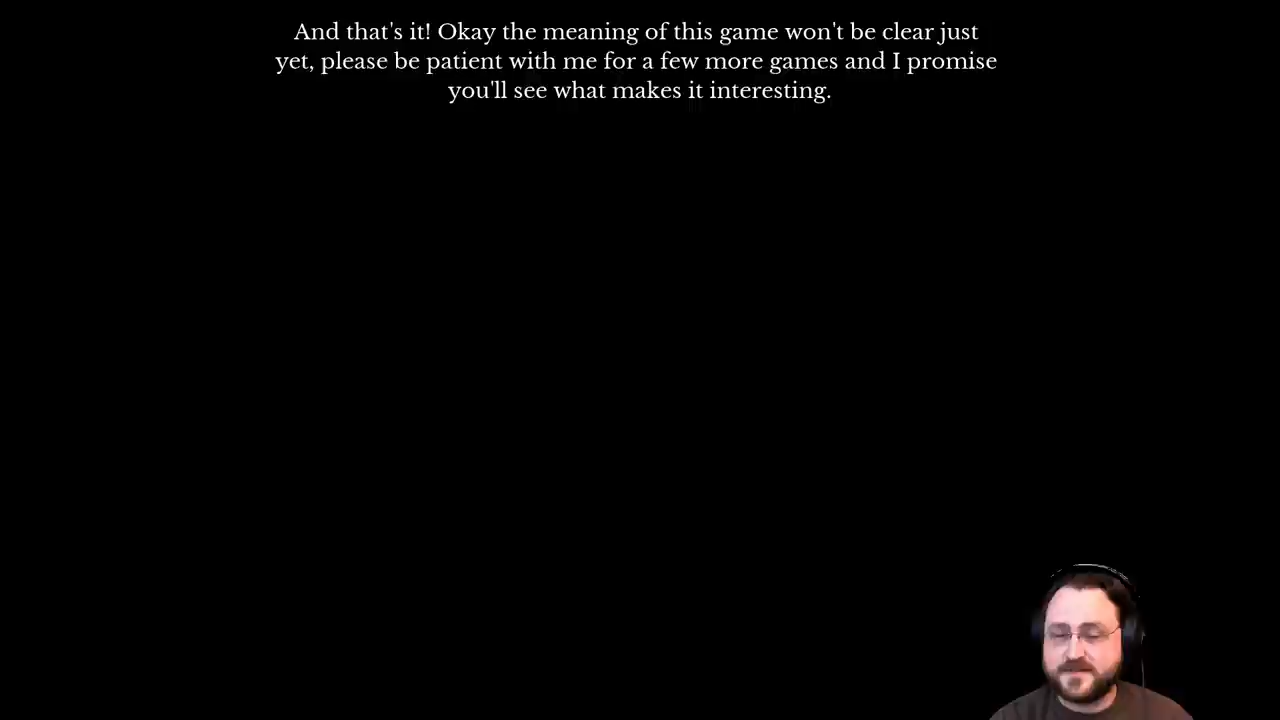 And that's it! Okay the meaning of this game won't be clear just
yet, please be patient with me for a few more games and I promise
you'll see what makes it interesting.